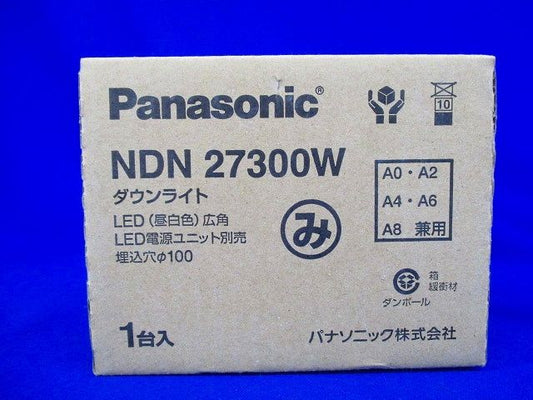 Panasonic®
NDN 27300W
ダウンライト
LED（昼白色）広角
LED電源ユニット別売
埋込穴φ100
1台入
10
A0・A2
A4・A6
A8 兼用
み
箱
緩衝材
ダンボール
パナソニック株式会社